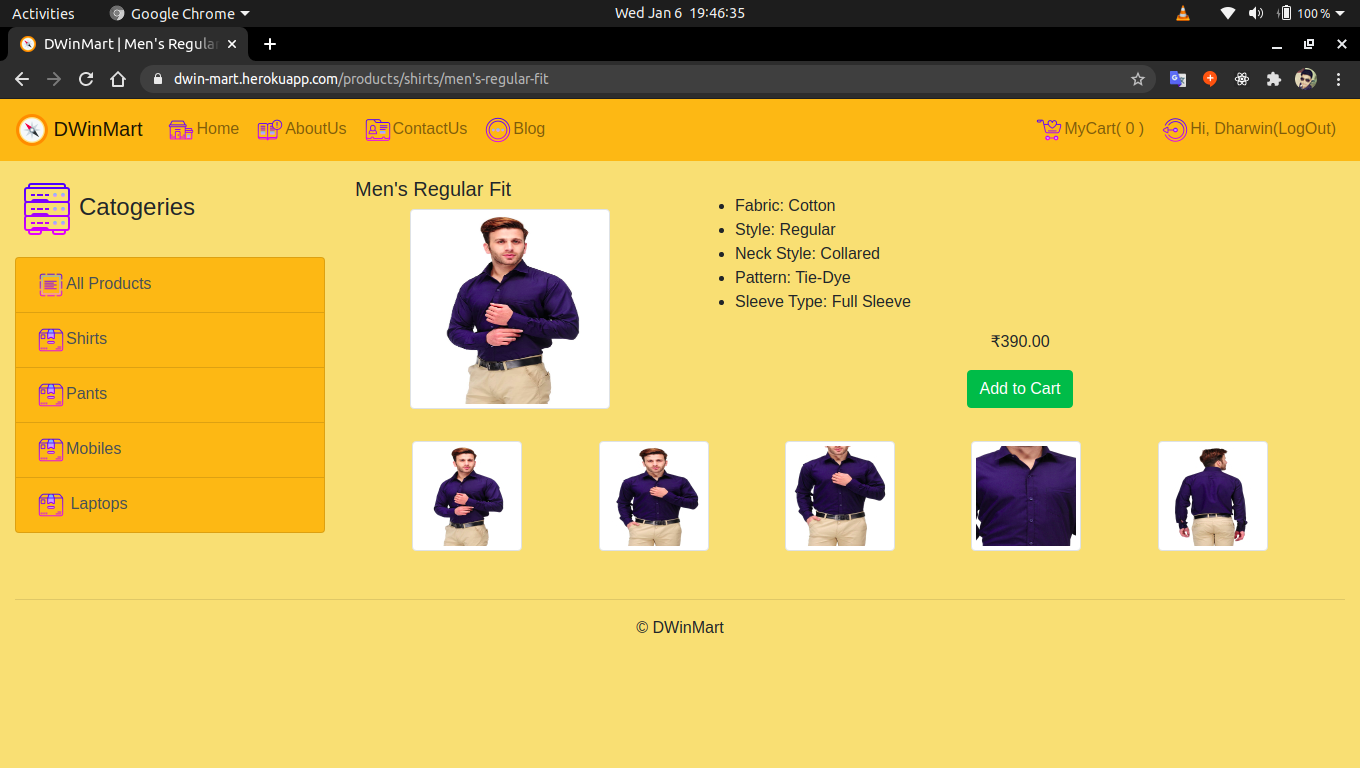 Activities Google Chrome Wed Jan 6 19:46:35 100 %
DWinMart | Men's Regular
dwin-mart.herokuapp.com/products/shirts/men's-regular-fit
DWinMart Home AboutUs ContactUs Blog MyCart( 0 ) Hi, Dharwin(LogOut)
Catogeries
All Products
Shirts
Pants
Mobiles
Laptops
Men's Regular Fit
Fabric: Cotton
Style: Regular
Neck Style: Collared
Pattern: Tie-Dye
Sleeve Type: Full Sleeve
₹390.00
Add to Cart
© DWinMart